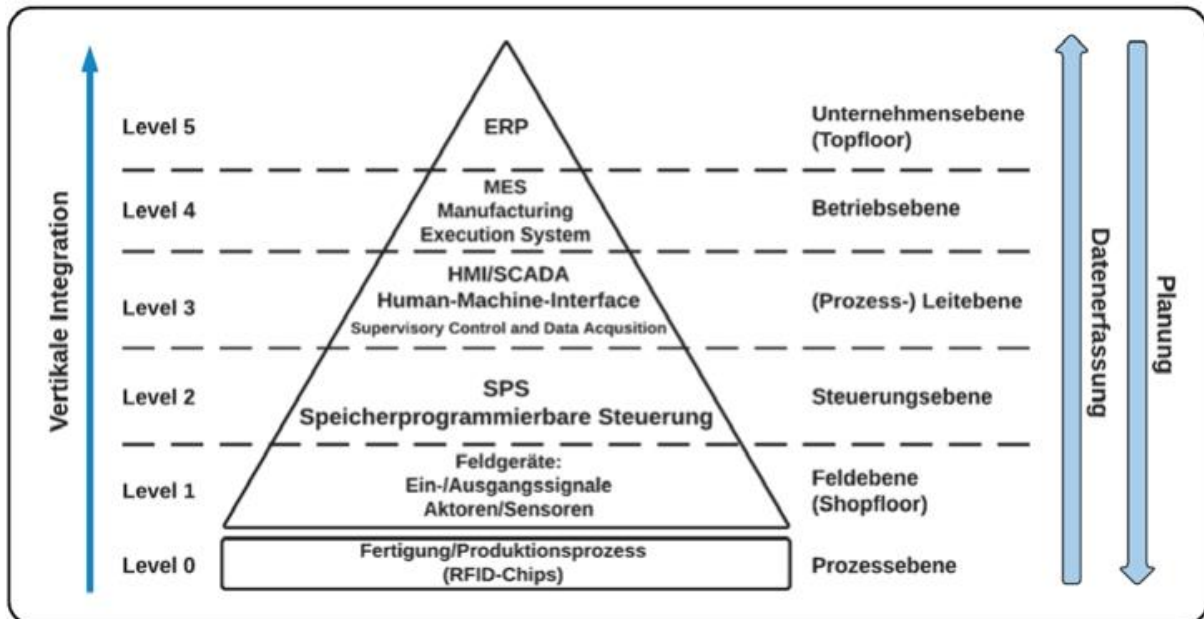 Vertikale Integration
Level 5
ERP
Unternehmensebene
(Topfloor)
Level 4
MES
Manufacturing
Execution System
Betriebsebene
Level 3
HMI/SCADA
Human-Machine-Interface
Supervisory Control and Data Acqusition
(Prozess-) Leitebene
Level 2
SPS
Speicherprogrammierbare Steuerung
Steuerungsebene
Level 1
Feldgeräte:
Ein-/Ausgangssignale
Aktoren/Sensoren
Feldebene
(Shopfloor)
Level 0
Fertigung/Produktionsprozess
(RFID-Chips)
Prozessebene
Datenerfassung
Planung